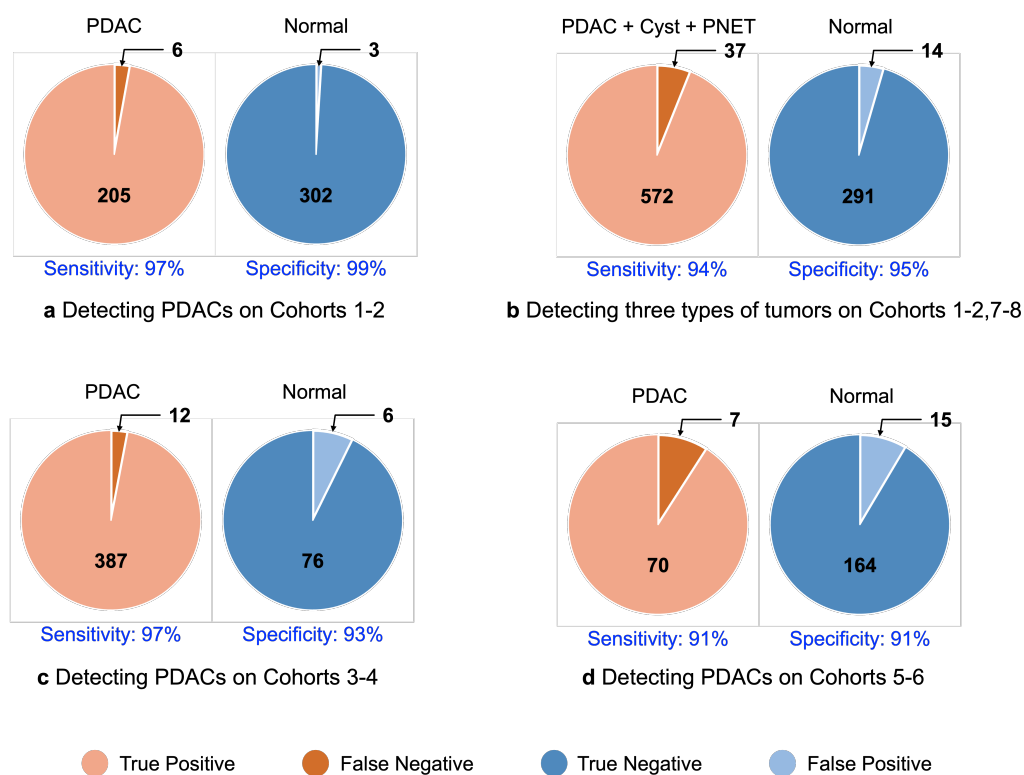 PDAC
Normal
6
3
205
302
Sensitivity: 97%
Specificity: 99%
a Detecting PDACs on Cohorts 1-2
PDAC + Cyst + PNET
Normal
37
14
572
291
Sensitivity: 94%
Specificity: 95%
b Detecting three types of tumors on Cohorts 1-2,7-8
PDAC
Normal
12
6
387
76
Sensitivity: 97%
Specificity: 93%
c Detecting PDACs on Cohorts 3-4
PDAC
Normal
7
15
70
164
Sensitivity: 91%
Specificity: 91%
d Detecting PDACs on Cohorts 5-6
True Positive
False Negative
True Negative
False Positive